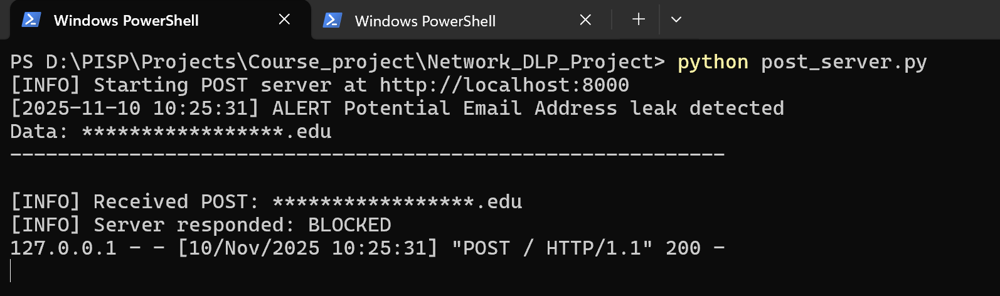 Windows PowerShell
Windows PowerShell
PS D:\PISP\Projects\Course_project\Network_DLP_Project> python post_server.py
[INFO] Starting POST server at http://localhost:8000
[2025-11-10 10:25:31] ALERT Potential Email Address leak detected
Data: *****************.edu
------------------------------------------------------------
[INFO] Received POST: *****************.edu
[INFO] Server responded: BLOCKED
127.0.0.1 - - [10/Nov/2025 10:25:31] "POST / HTTP/1.1" 200 -